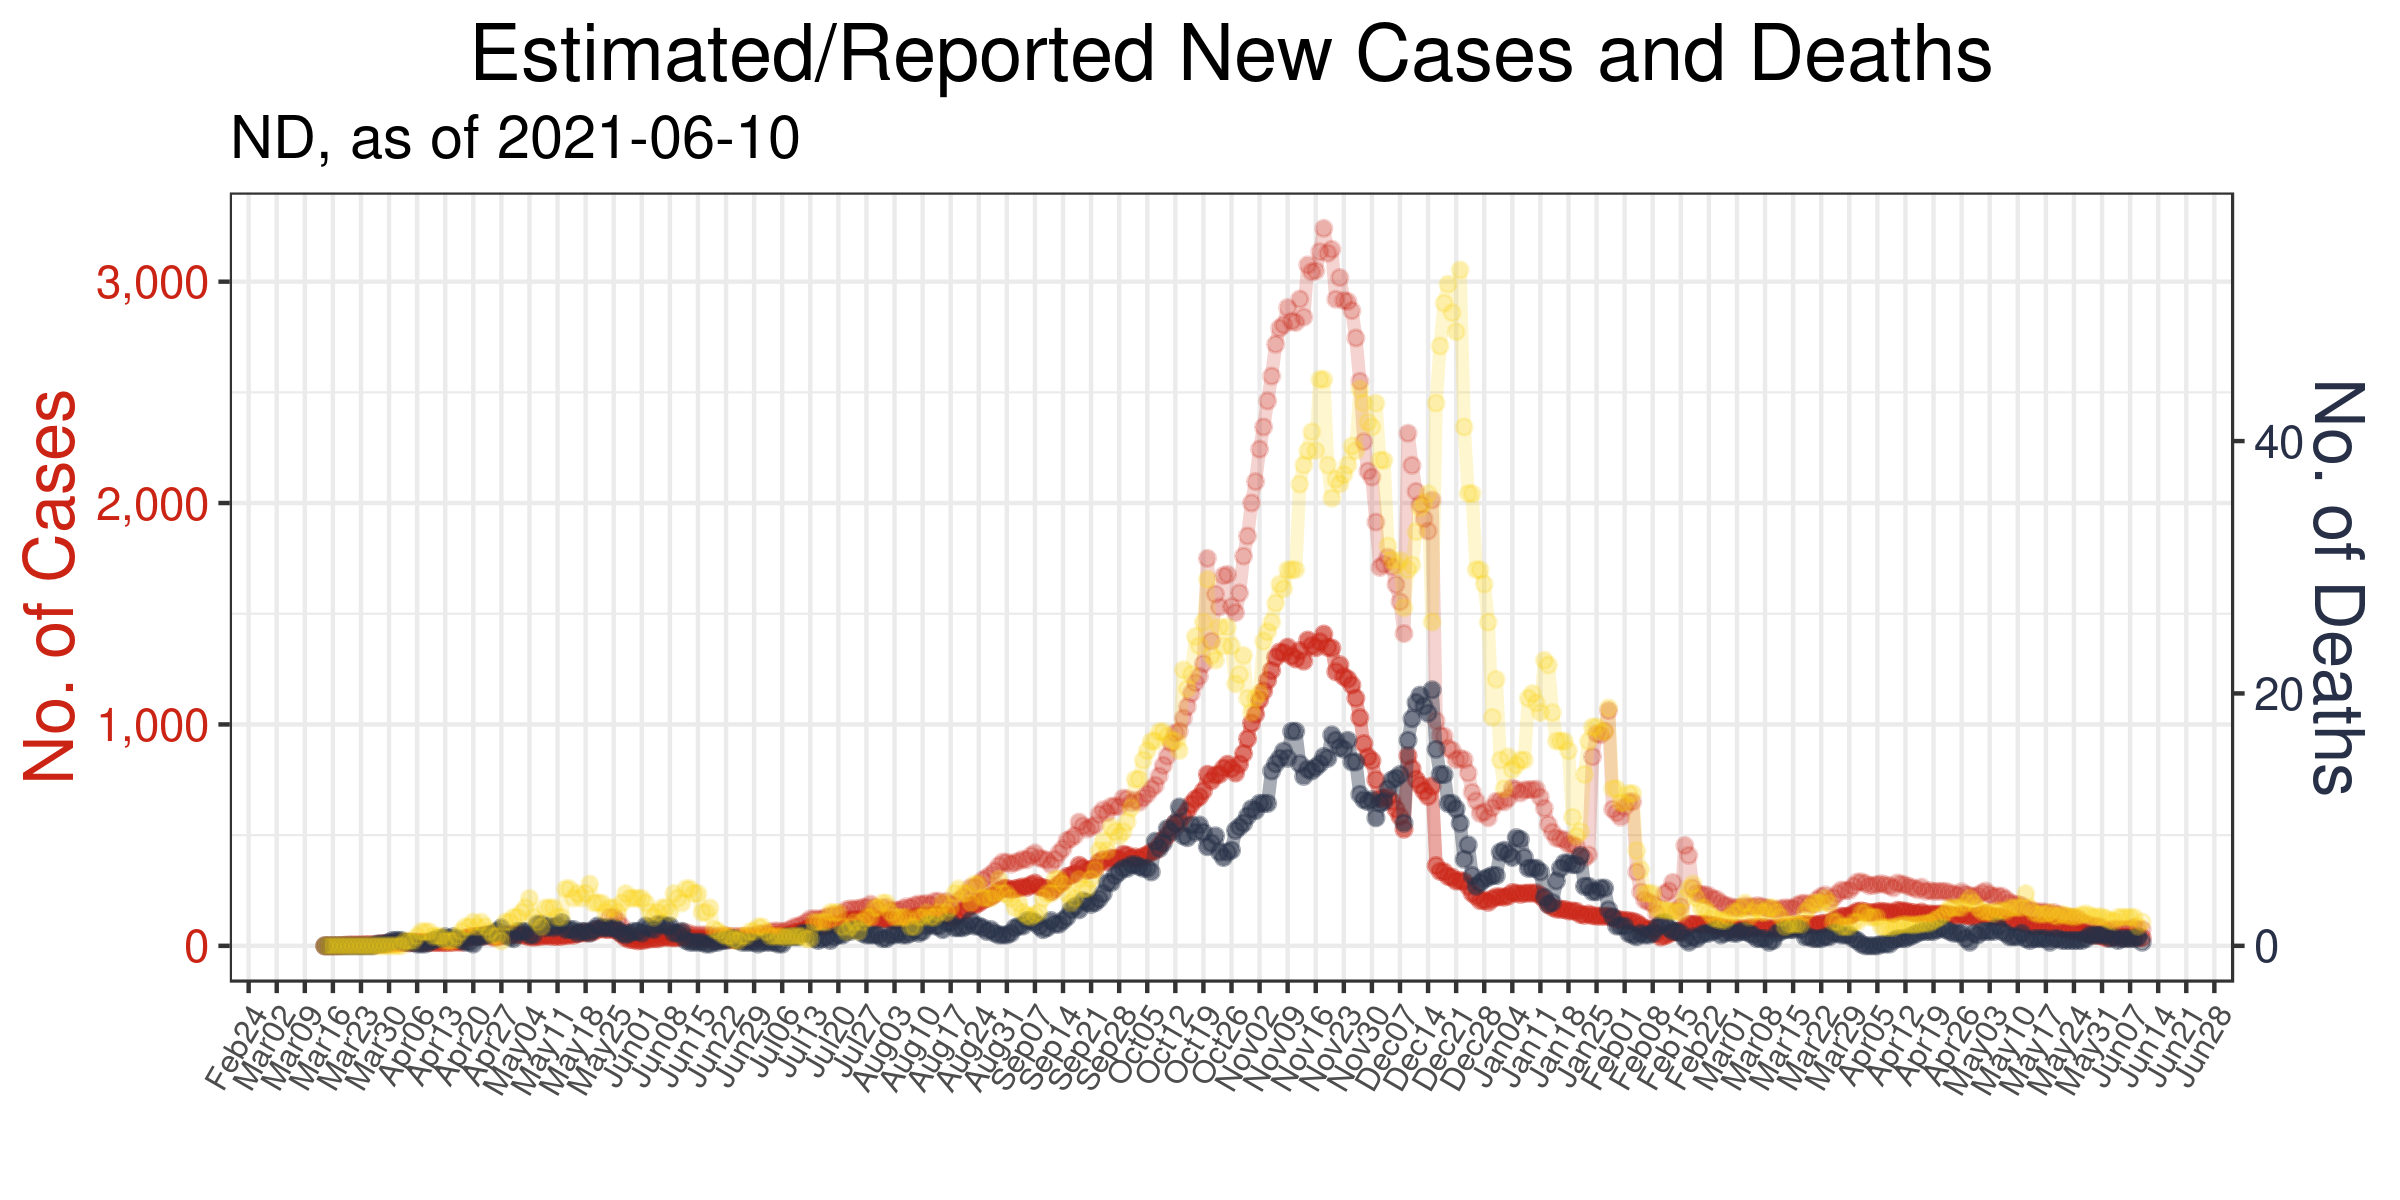 Estimated/Reported New Cases and Deaths
ND, as of 2021-06-10
No. of Cases
3,000
2,000
1,000
0
40
20
0
No. of Deaths
Feb24
Mar02
Mar09
Mar16
Mar23
Mar30
Apr06
Apr13
Apr20
Apr27
May04
May11
May18
May25
Jun01
Jun08
Jun15
Jun22
Jun29
Jul06
Jul13
Jul20
Jul27
Aug03
Aug10
Aug17
Aug24
Aug31
Sep07
Sep14
Sep21
Sep28
Oct05
Oct12
Oct19
Oct26
Nov02
Nov09
Nov16
Nov23
Nov30
Dec07
Dec14
Dec21
Dec28
Jan04
Jan11
Jan18
Jan25
Feb01
Feb08
Feb15
Feb22
Mar01
Mar08
Mar15
Mar22
Mar29
Apr05
Apr12
Apr19
Apr26
May03
May10
May17
May24
May31
Jun07
Jun14
Jun21
Jun28